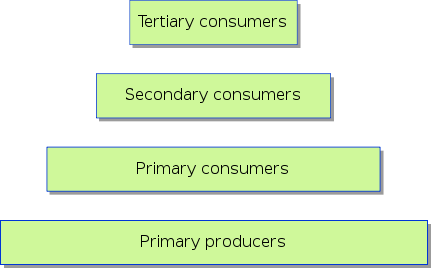 Tertiary consumers
Secondary consumers
Primary consumers
Primary producers